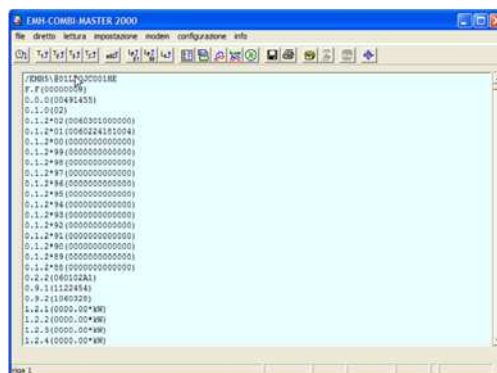 EMH-COMBI-MASTER 2000
file diretto lettura impostazione modem configurazione info
F.F(00000000)
0.0.0(00491455)
0.1.0(02)
0.1.2*02(0060301000000)
0.1.2*01(0060224181004)
0.1.2*00(0000000000000)
0.1.2*99(0000000000000)
0.1.2*98(0000000000000)
0.1.2*97(0000000000000)
0.1.2*96(0000000000000)
0.1.2*95(0000000000000)
0.1.2*94(0000000000000)
0.1.2*93(0000000000000)
0.1.2*92(0000000000000)
0.1.2*91(0000000000000)
0.1.2*90(0000000000000)
0.1.2*89(0000000000000)
0.1.2*88(0000000000000)
0.2.2(060102A1)
0.9.1(1122454)
0.9.2(1060328)
1.2.1(0000.00*kW)
1.2.2(0000.00*kW)
1.2.3(0000.00*kW)
1.2.4(0000.00*kW)
riga 1